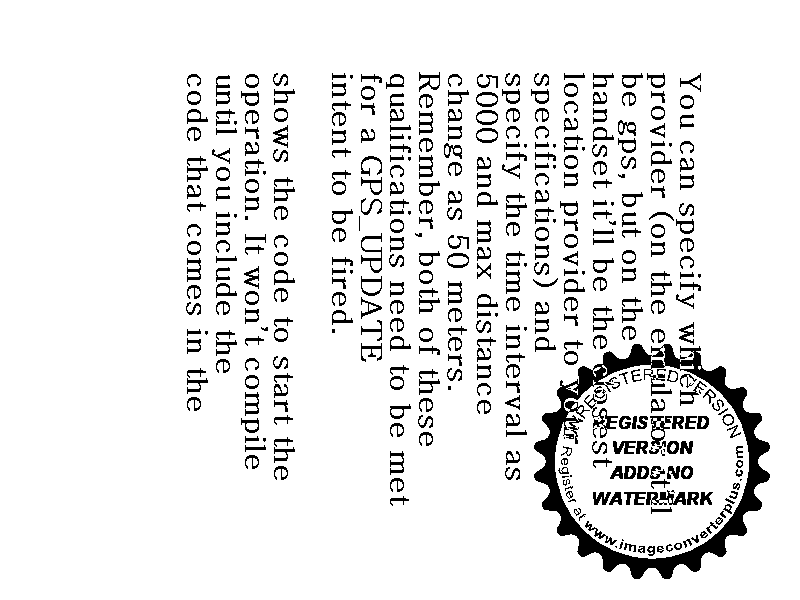 You can specify which
provider (on the emulator it'll
be gps, but on the
handset it'll be the closest
location provider to your
specifications) and
specify the time interval as
5000 and max distance
change as 50 meters.
Remember, both of these
qualifications need to be met
for a GPS_UPDATE
intent to be fired.
shows the code to start the
operation. It won't compile
until you include the
code that comes in the
UNREGISTERED VERSION
REGISTERED
VERSION
ADDS NO
WATERMARK
Register at www.imageconverterplus.com